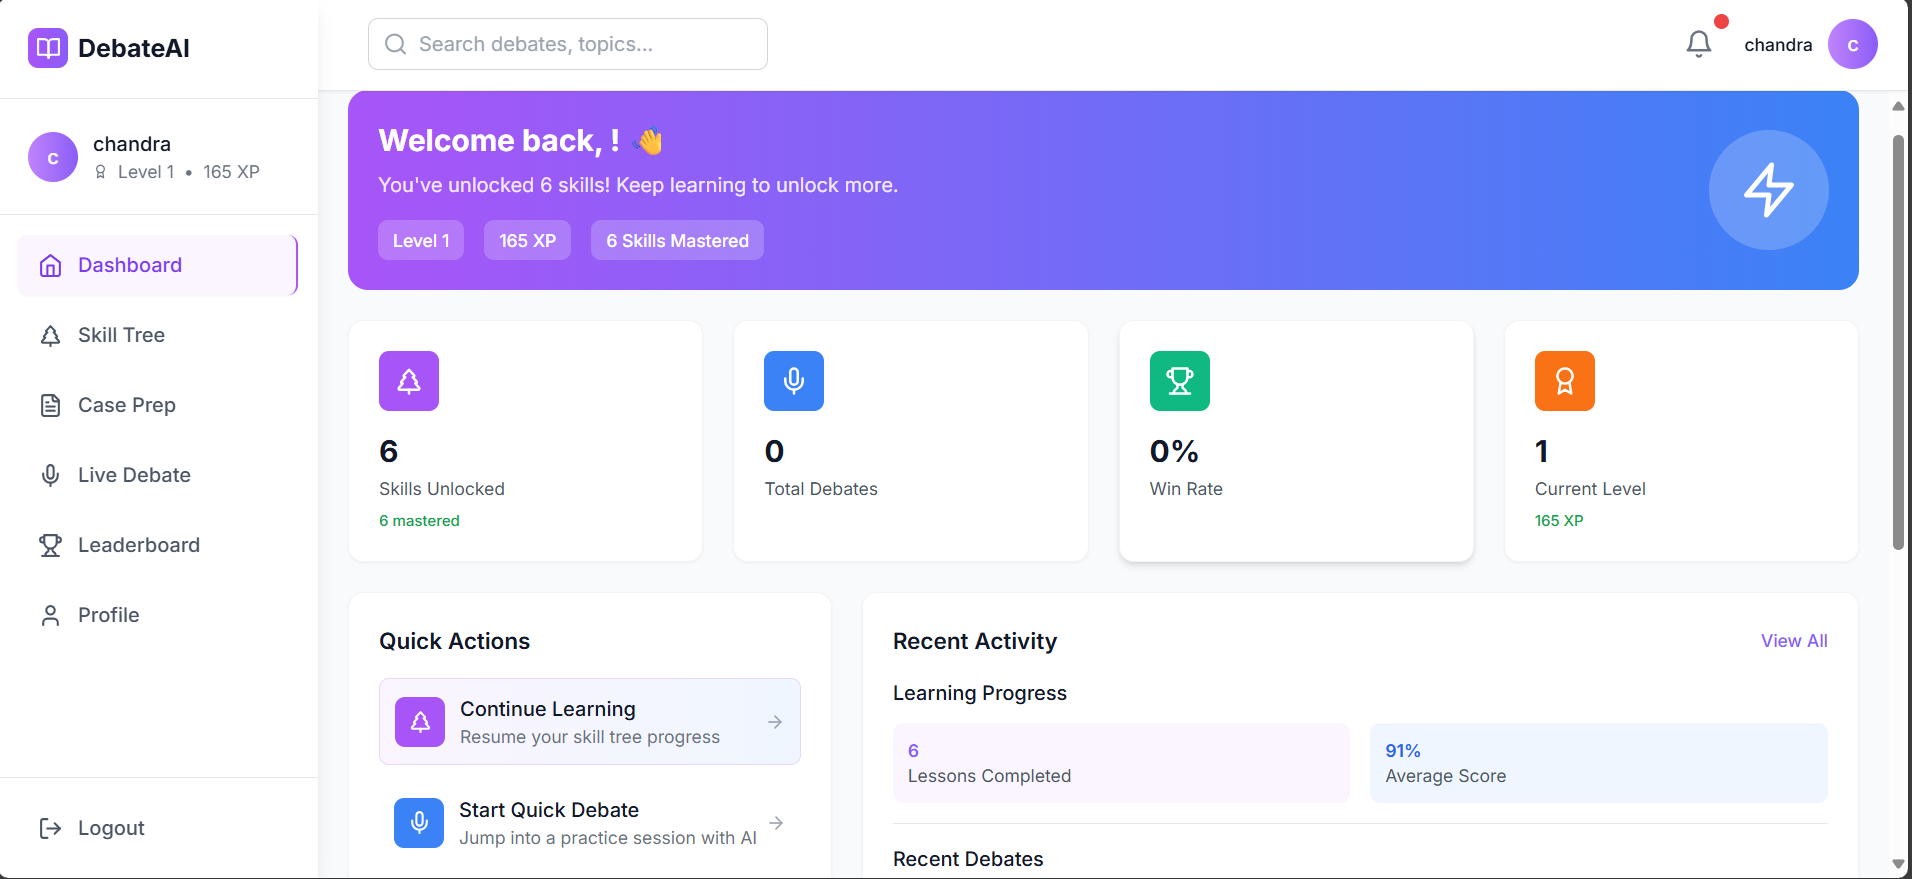 DebateAI
Search debates, topics...
chandra
c
c
chandra
Level 1 • 165 XP
Dashboard
Skill Tree
Case Prep
Live Debate
Leaderboard
Profile
Logout
Welcome back, ! 👋
You've unlocked 6 skills! Keep learning to unlock more.
Level 1
165 XP
6 Skills Mastered
6
Skills Unlocked
6 mastered
0
Total Debates
0%
Win Rate
1
Current Level
165 XP
Quick Actions
Continue Learning
Resume your skill tree progress
Start Quick Debate
Jump into a practice session with AI
Recent Activity
View All
Learning Progress
6
Lessons Completed
91%
Average Score
Recent Debates